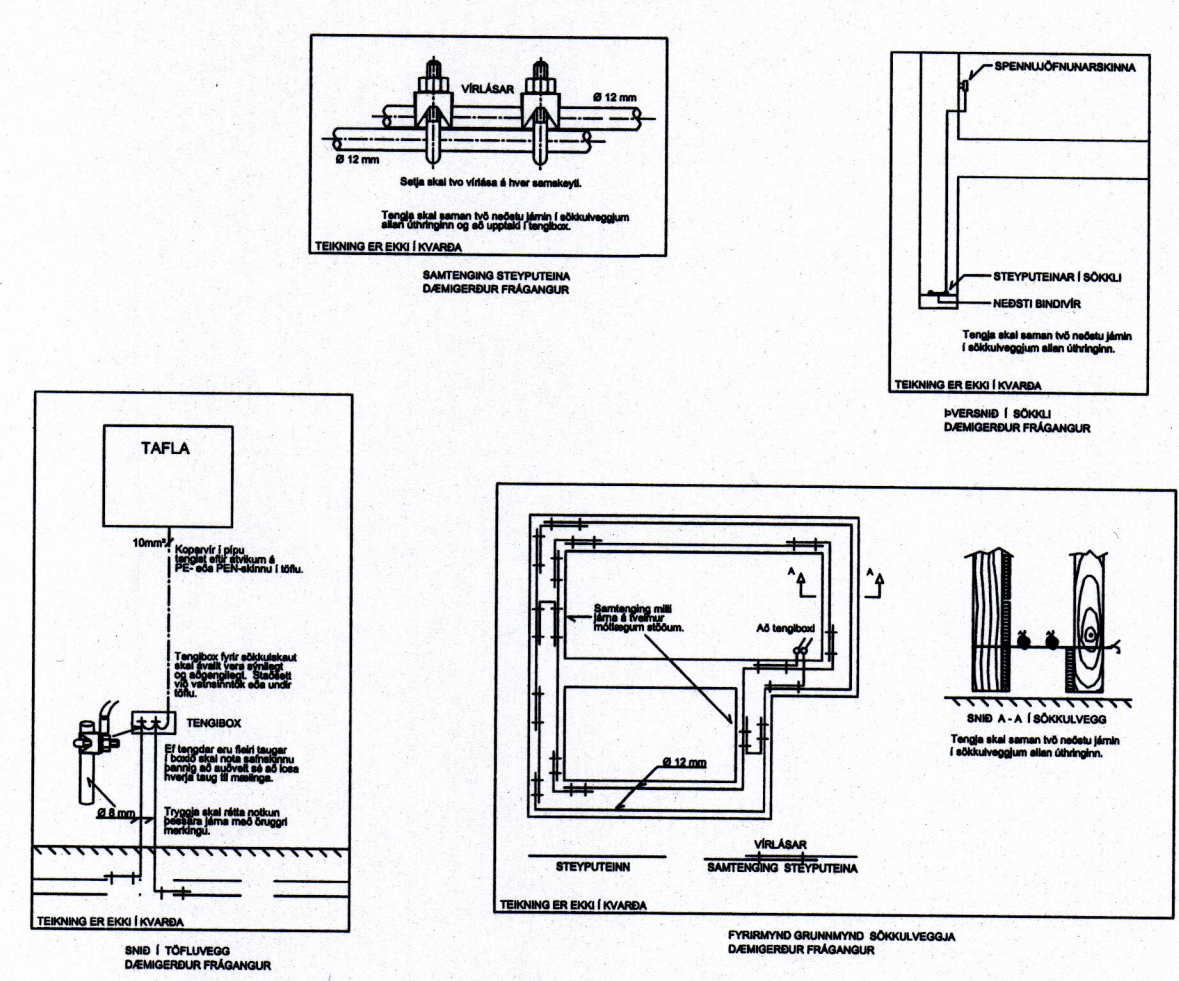 VÍRLÁSAR
Ø 12 mm
Ø 12 mm
Setja skal tvo vírlása á hver samskeyti.
Tengja skal saman tvö neðstu járnin í sökkulveggjum
allan úthringinn og að upptaki í tengibox.
TEIKNING ER EKKI Í KVARÐA
SAMTENGING STEYPUTEINA
DÆMIGERÐUR FRÁGANGUR
SPENNUJÖFNUNARSKINNA
STEYPUTEINAR Í SÖKKLI
NEÐSTI BINDIVÍR
Tengja skal saman tvö neðstu járnin
í sökkulveggjum allan úthringinn.
TEIKNING ER EKKI Í KVARÐA
ÞVERSNIÐ Í SÖKKLI
DÆMIGERÐUR FRÁGANGUR
TAFLA
10mm²
Koparvír í pípu
tengist eftir atvikum á
PE- eða PEN-skinnu í töflu.
Tengibox fyrir sökkulskaut
skal ávallt vera sýnilegt
og aðgengilegt. Staðsett
við vatnsinntök eða undir
töflu.
TENGIBOX
Ef tengdar eru fleiri taugar
í boxið skal nota safnskinnu
þannig að auðvelt sé að losa
hverja taug til mælinga.
Ø 8 mm
Tryggja skal rétta notkun
þessara járna með öruggri
merkingu.
TEIKNING ER EKKI Í KVARÐA
SNIÐ Í TÖFLUVEGG
DÆMIGERÐUR FRÁGANGUR
Samtenging milli
járna á tveimur
mótlægum stöðum.
A
A
Að tengiboxi
Ø 12 mm
STEYPUTEINN
VÍRLÁSAR
SAMTENGING STEYPUTEINA
SNIÐ A - A Í SÖKKULVEGG
Tengja skal saman tvö neðstu járnin
í sökkulveggjum allan úthringinn.
TEIKNING ER EKKI Í KVARÐA
FYRIRMYND GRUNNMYND SÖKKULVEGGJA
DÆMIGERÐUR FRÁGANGUR